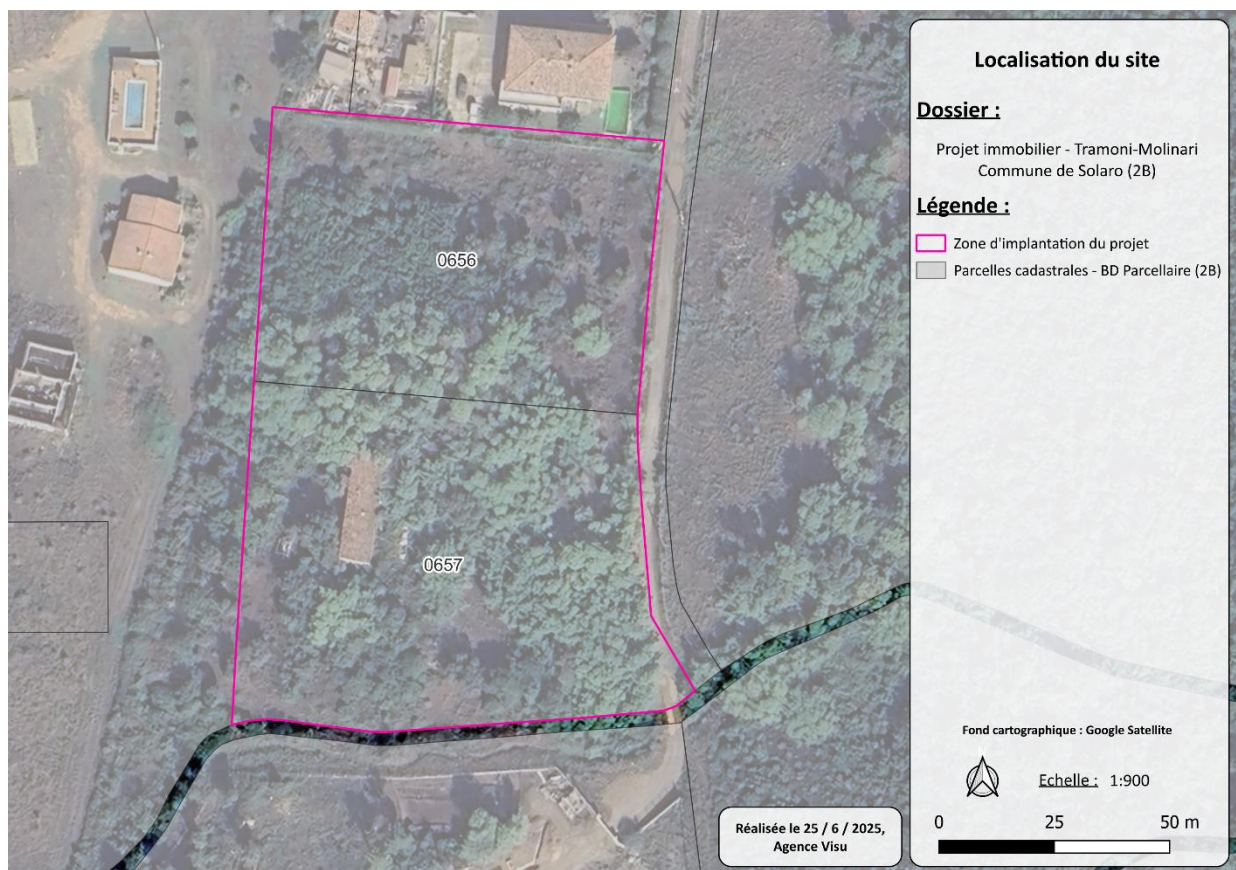 Localisation du site
Dossier :
Projet immobilier - Tramoni-Molinari
Commune de Solaro (2B)
Légende :
Zone d'implantation du projet
Parcelles cadastrales - BD Parcellaire (2B)
0656
0657
Fond cartographique : Google Satellite
Echelle : 1:900
0 25 50 m
Réalisée le 25 / 6 / 2025,
Agence Visu